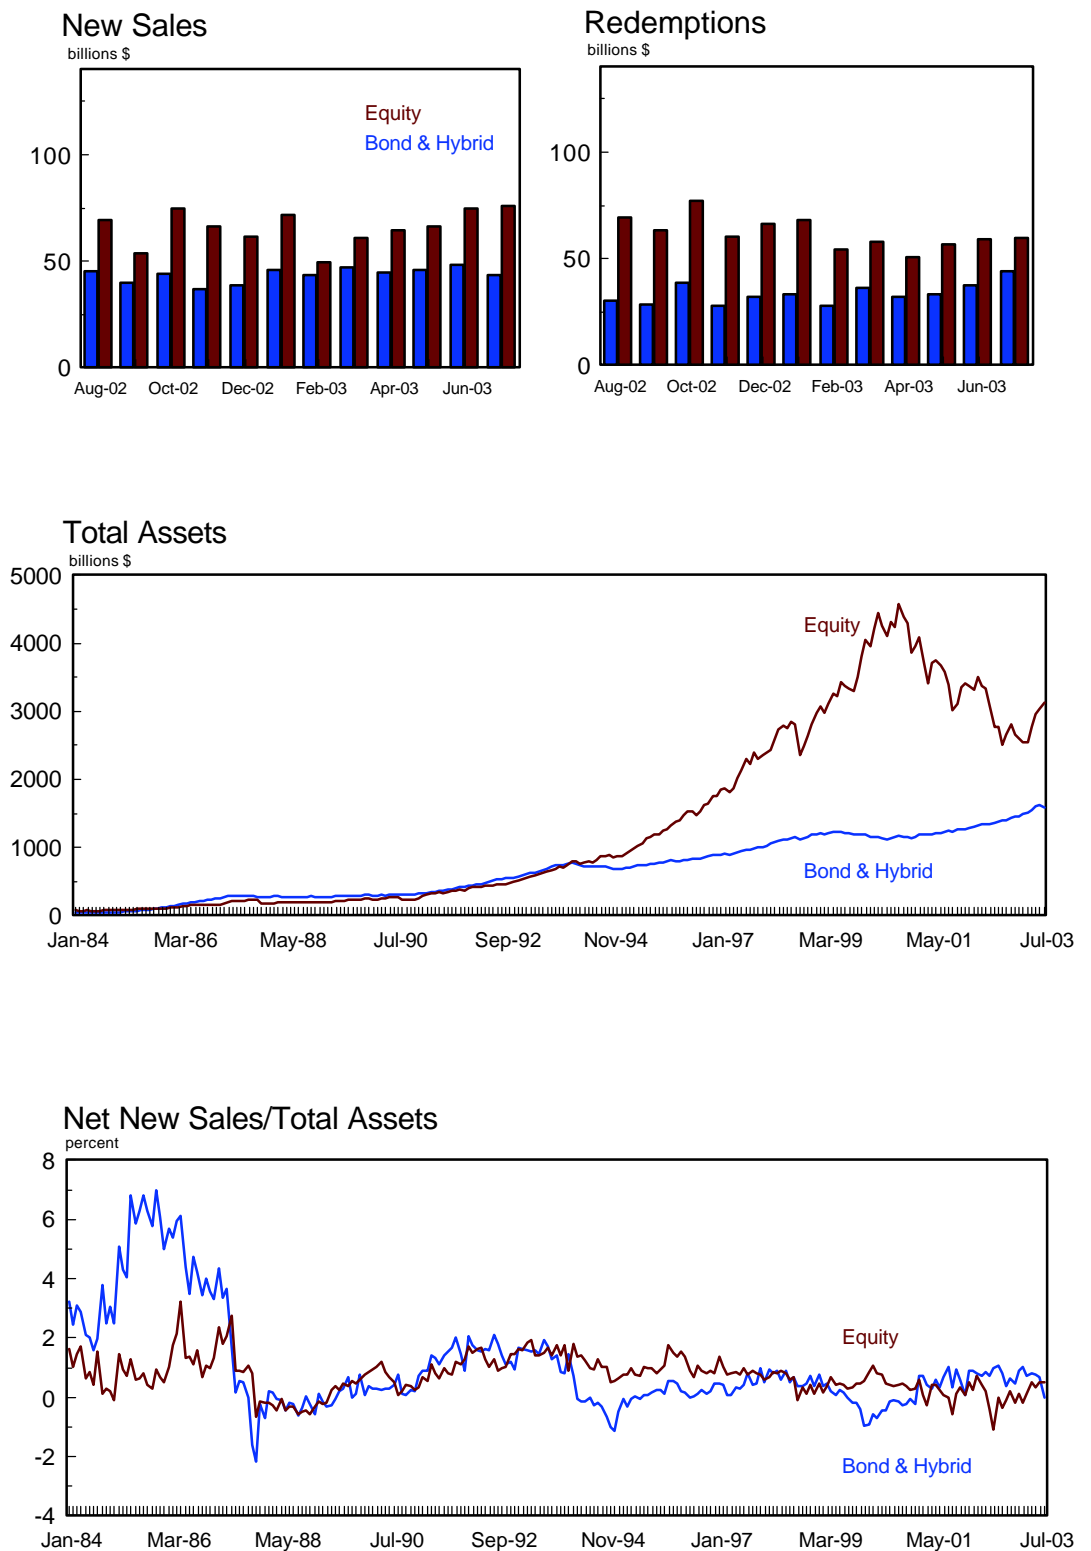 New Sales
billions $
Equity
Bond & Hybrid
100
50
0
Aug-02 Oct-02 Dec-02 Feb-03 Apr-03 Jun-03
Redemptions
billions $
100
50
0
Aug-02 Oct-02 Dec-02 Feb-03 Apr-03 Jun-03
Total Assets
billions $
5000
4000
3000
2000
1000
0
Equity
Bond & Hybrid
Jan-84 Mar-86 May-88 Jul-90 Sep-92 Nov-94 Jan-97 Mar-99 May-01 Jul-03
Net New Sales/Total Assets
percent
8
6
4
2
0
-2
-4
Equity
Bond & Hybrid
Jan-84 Mar-86 May-88 Jul-90 Sep-92 Nov-94 Jan-97 Mar-99 May-01 Jul-03